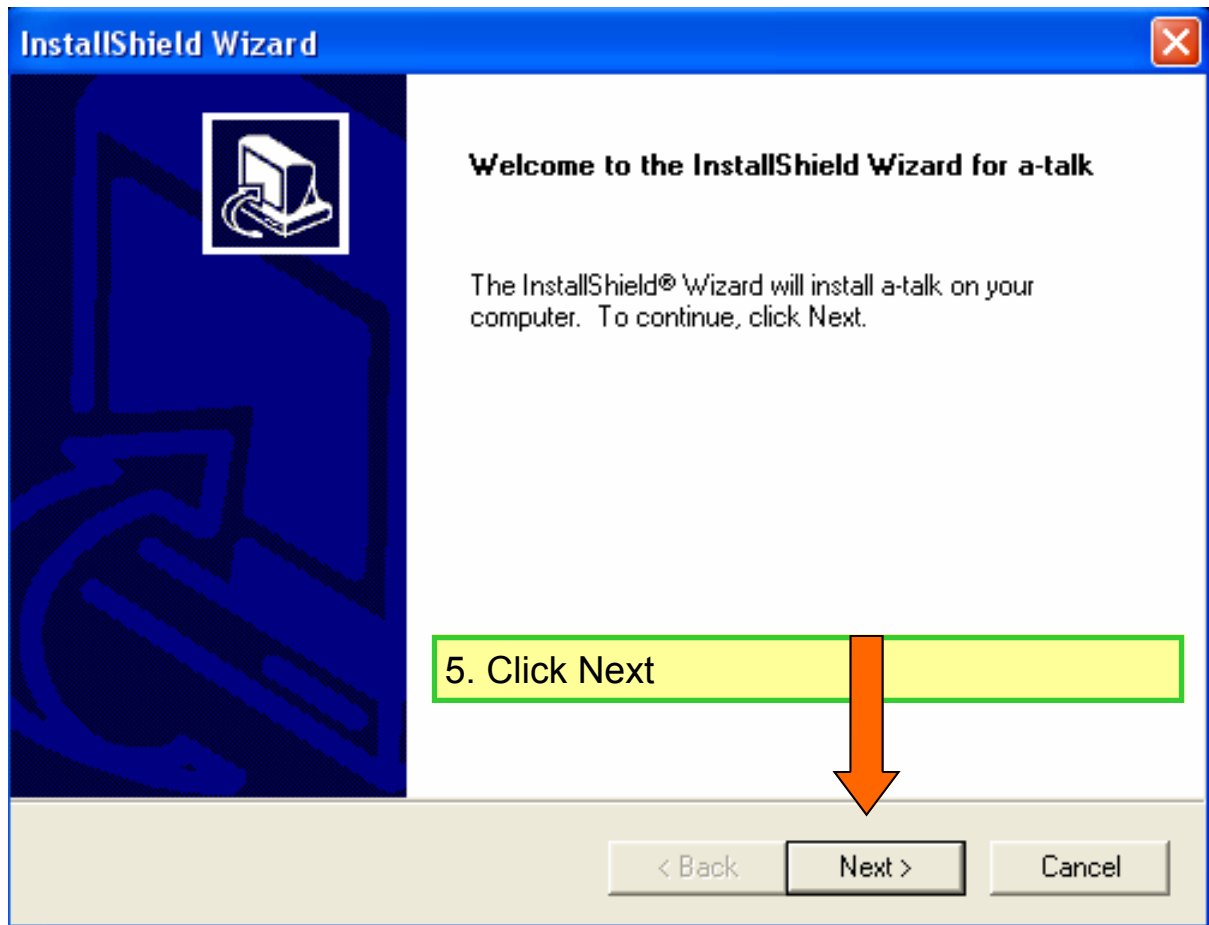 InstallShield Wizard
Welcome to the InstallShield Wizard for a-talk
The InstallShield® Wizard will install a-talk on your
computer.  To continue, click Next.
5. Click Next
< Back
Next >
Cancel